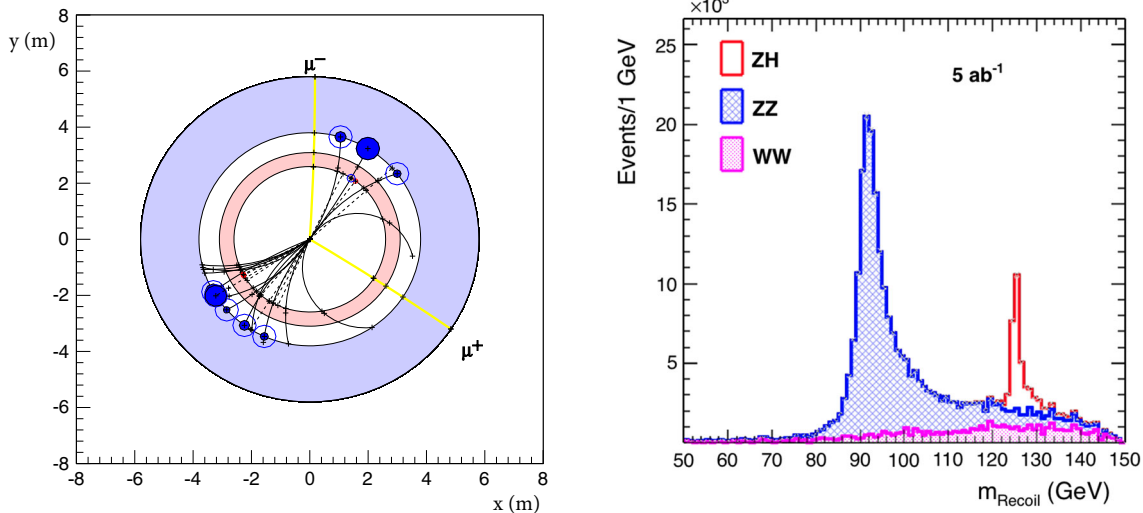 y (m)
8
6
4
2
0
-2
-4
-6
-8
-8 -6 -4 -2 0 2 4 6 8
x (m)
μ−
μ+
Events/1 GeV
25
20
15
10
5
ZH
ZZ
WW
5 ab-1
50 60 70 80 90 100 110 120 130 140 150
mRecoil (GeV)